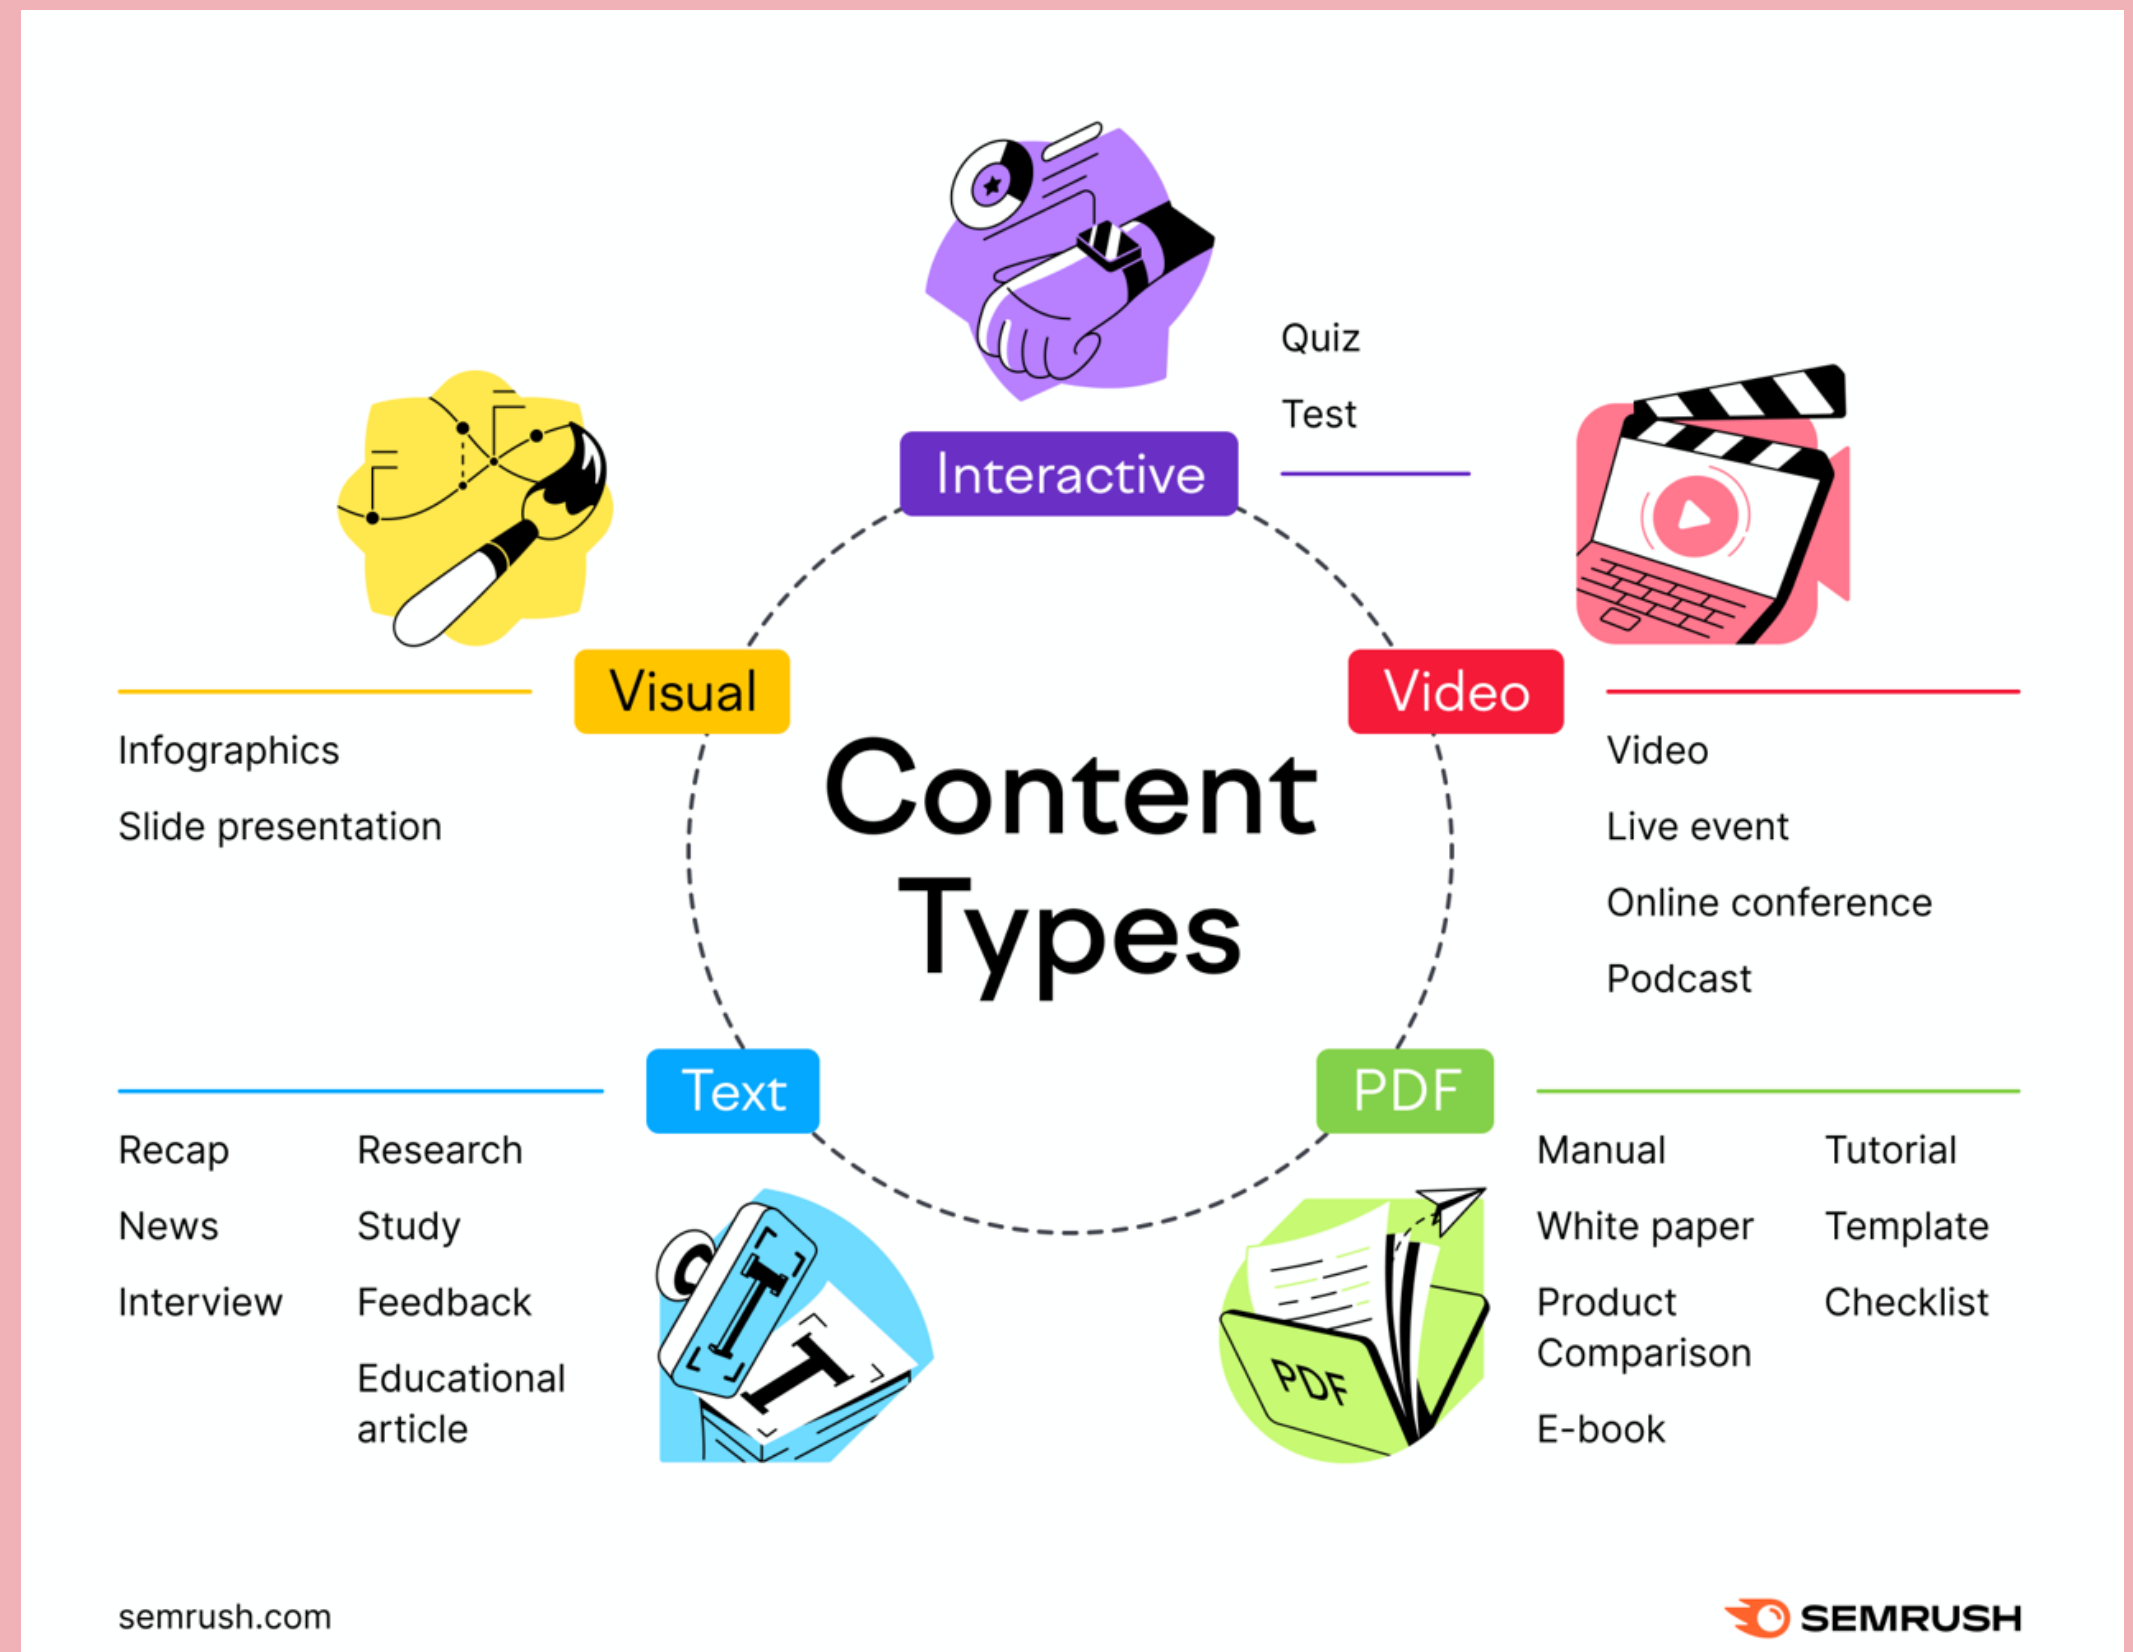 Quiz
Test
Interactive
Visual
Video
Infographics
Slide presentation
Content
Types
Video
Live event
Online conference
Podcast
Text
PDF
Recap
News
Interview
Research
Study
Feedback
Educational
article
Manual
White paper
Product
Comparison
E-book
Tutorial
Template
Checklist
PDF
semrush.com
SEMRUSH